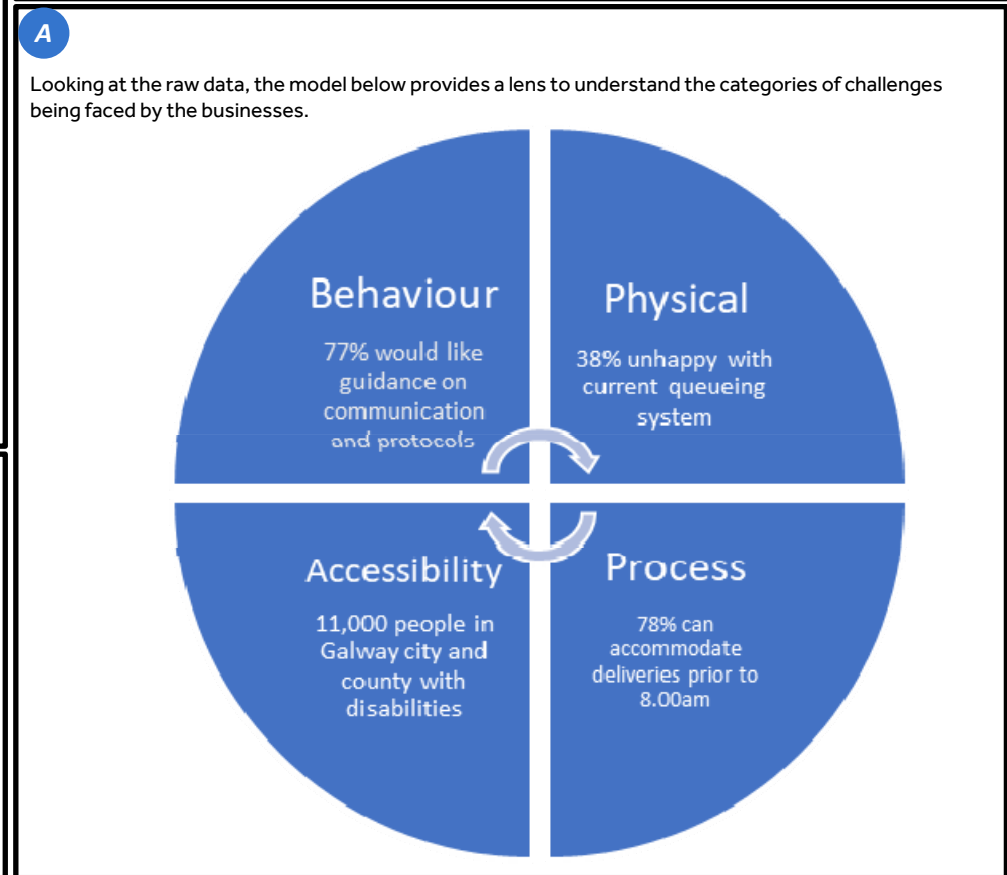 A
Looking at the raw data, the model below provides a lens to understand the categories of challenges
being faced by the businesses.
Behaviour
77% would like
guidance on
communication
and protocols
Physical
38% unhappy with
current queueing
system
Accessibility
11,000 people in
Galway city and
county with
disabilities
Process
78% can
accommodate
deliveries prior to
8.00am